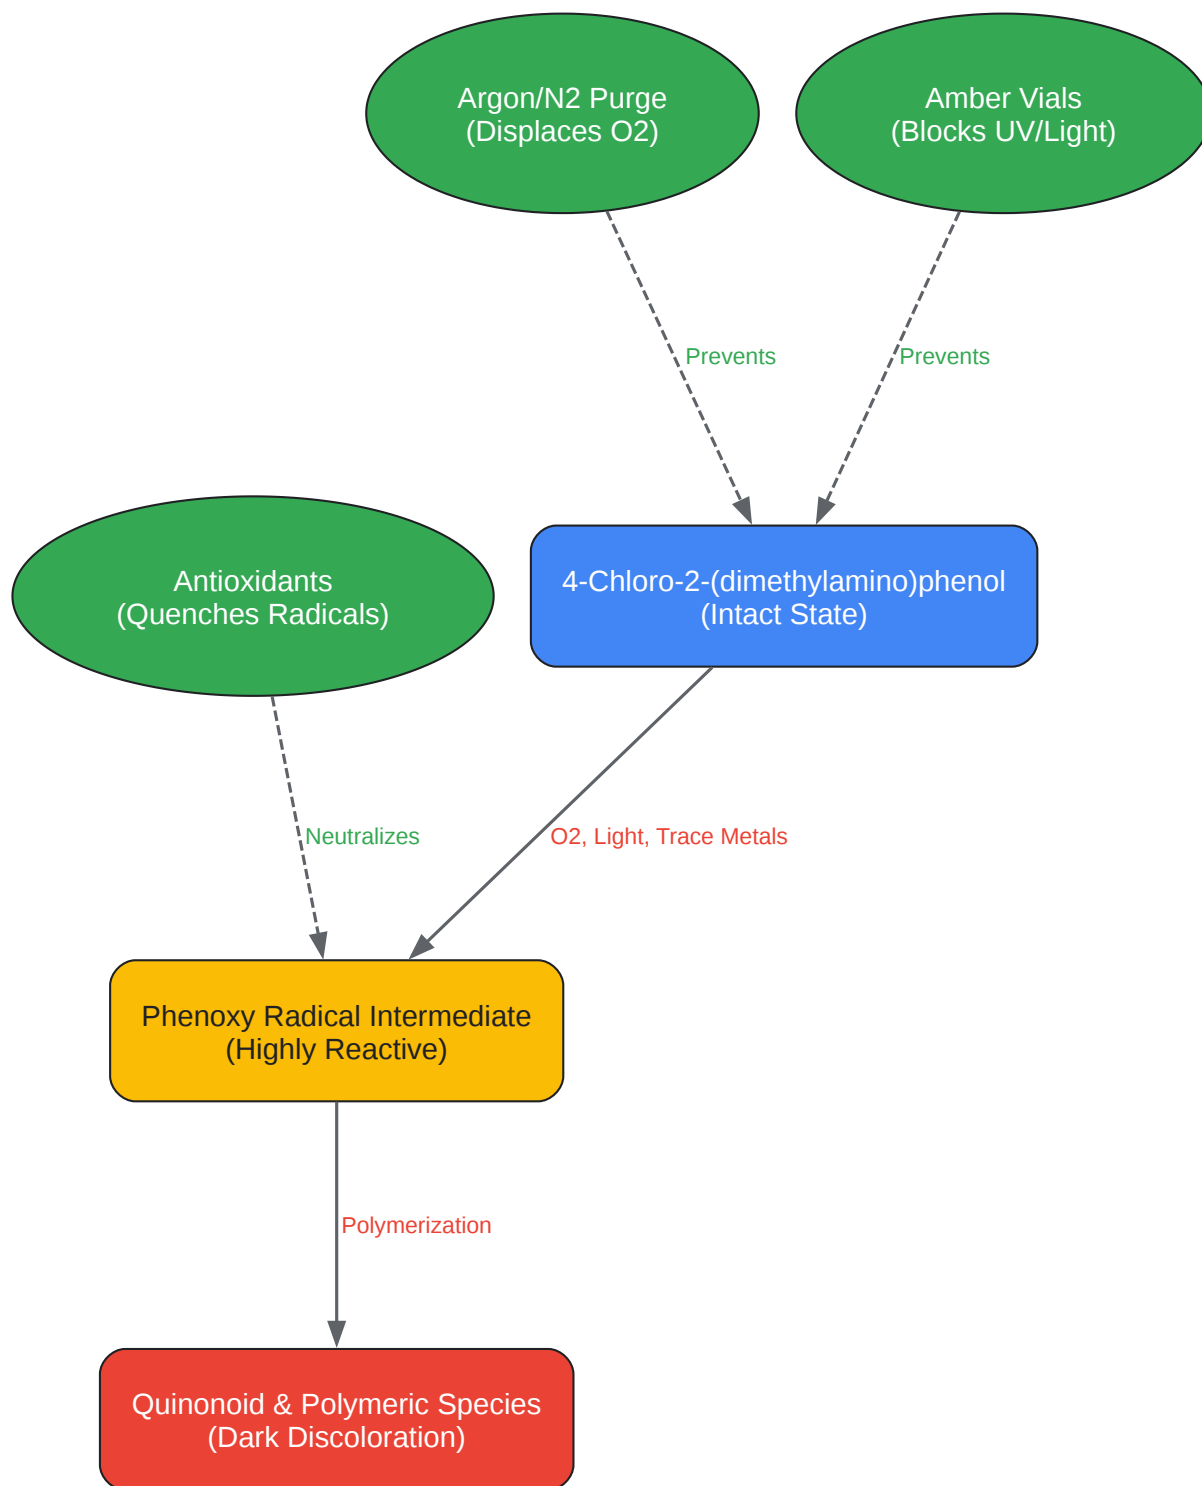 Argon/N2 Purge
(Displaces O2)
Amber Vials
(Blocks UV/Light)
Prevents
Prevents
Antioxidants
(Quenches Radicals)
4-Chloro-2-(dimethylamino)phenol
(Intact State)
Neutralizes
O2, Light, Trace Metals
Phenoxy Radical Intermediate
(Highly Reactive)
Polymerization
Quinonoid & Polymeric Species
(Dark Discoloration)